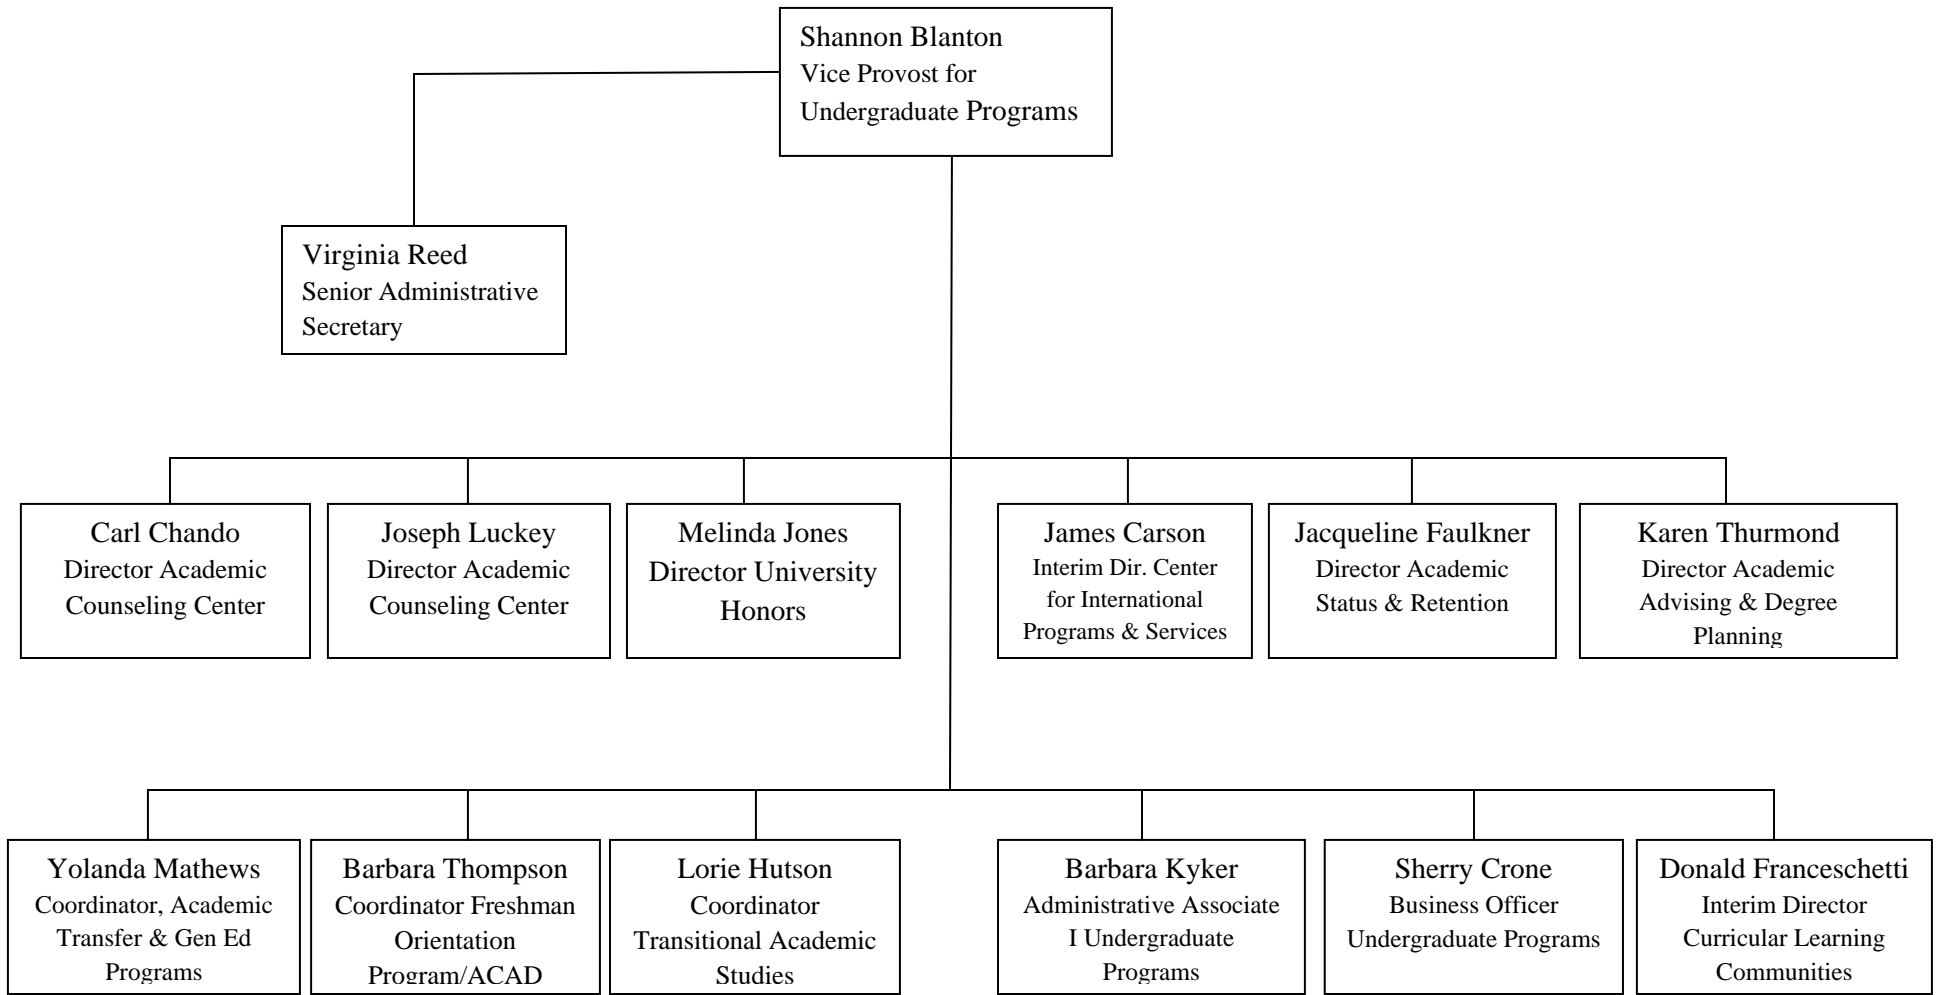 Shannon Blanton
Vice Provost for
Undergraduate Programs
Virginia Reed
Senior Administrative
Secretary
Carl Chando
Director Academic
Counseling Center
Joseph Luckey
Director Academic
Counseling Center
Melinda Jones
Director University
Honors
James Carson
Interim Dir. Center
for International
Programs & Services
Jacqueline Faulkner
Director Academic
Status & Retention
Karen Thurmond
Director Academic
Advising & Degree
Planning
Yolanda Mathews
Coordinator, Academic
Transfer & Gen Ed
Programs
Barbara Thompson
Coordinator Freshman
Orientation
Program/ACAD
Lorie Hutson
Coordinator
Transitional Academic
Studies
Barbara Kyker
Administrative Associate
I Undergraduate
Programs
Sherry Crone
Business Officer
Undergraduate Programs
Donald Franceschetti
Interim Director
Curricular Learning
Communities